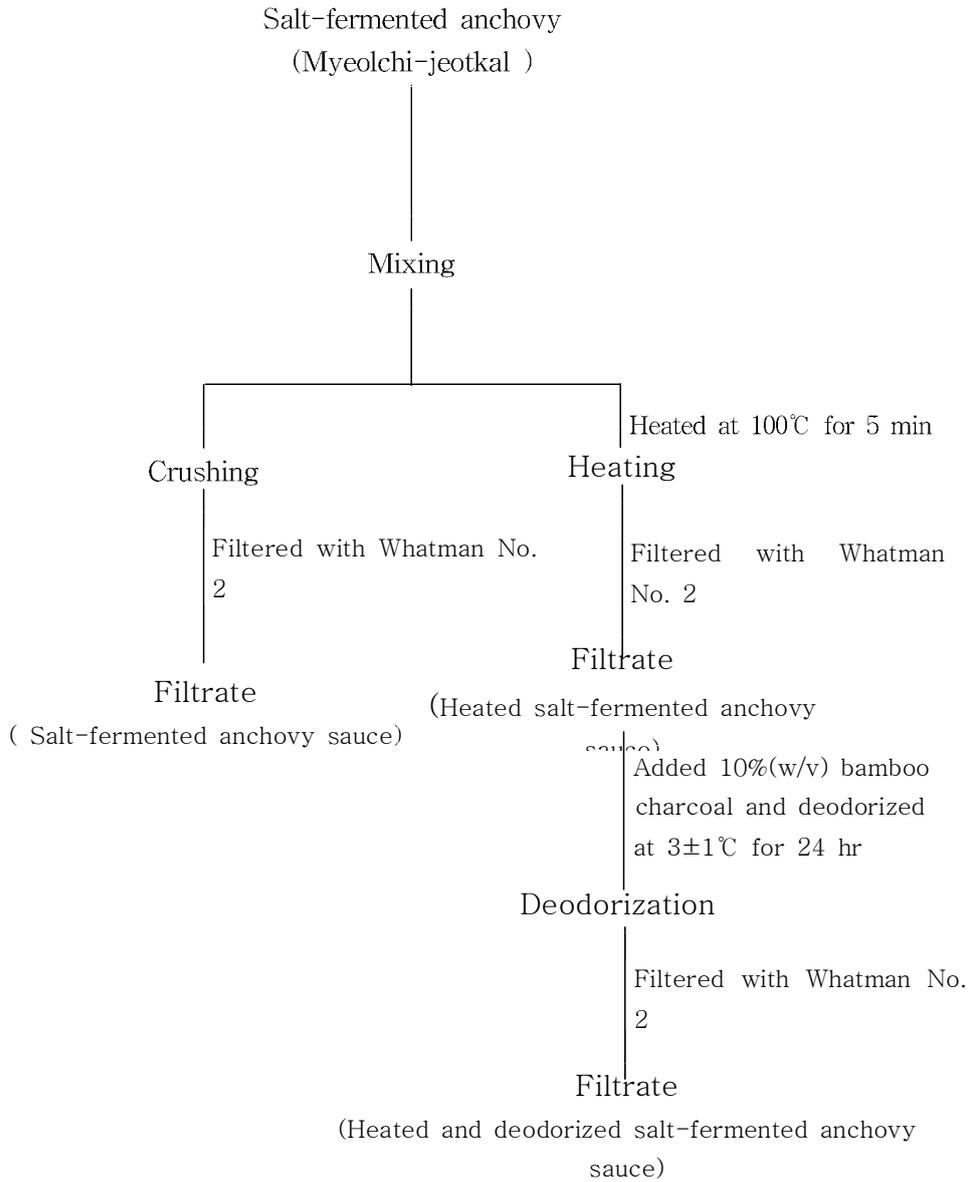 Salt-fermented anchovy
(Myeolchi-jeotkal )
Mixing
Heated at 100℃ for 5 min
Crushing
Heating
Filtered with Whatman No.
2
Filtered with Whatman
No. 2
Filtrate
(Salt-fermented anchovy sauce)
Filtrate
(Heated salt-fermented anchovy
sauce)
Added 10%(w/v) bamboo
charcoal and deodorized
at 3±1℃ for 24 hr
Deodorization
Filtered with Whatman No.
2
Filtrate
(Heated and deodorized salt-fermented anchovy
sauce)